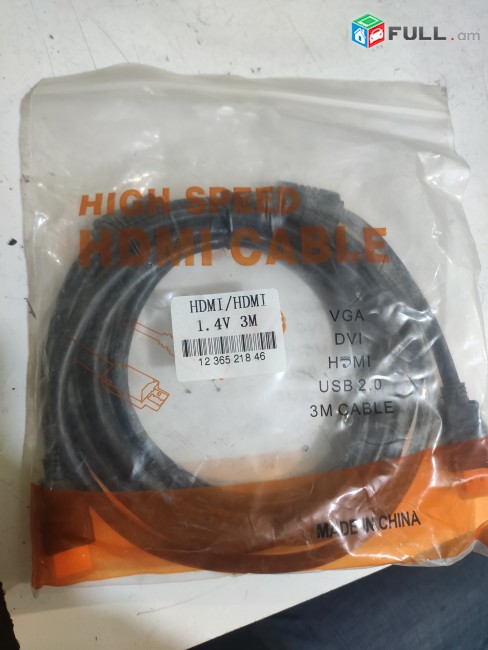 FULL.am
HIGH SPEED
HDMI CABLE
HDMI/HDMI
1.4V 3M
12 365 218 46
VGA
DVI
HDMI
USB 2.0
3M CABLE
MADE IN CHINA